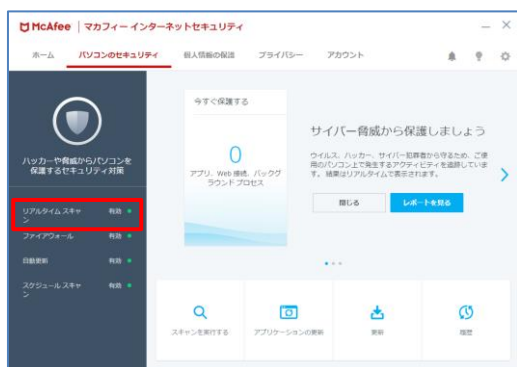 McAfee | マカフィー インターネットセキュリティ
ホーム パソコンのセキュリティ 個人情報の保護 プライバシー アカウント
ハッカーや脅威からパソコンを
保護するセキュリティ対策
リアルタイム スキャ
ン
有効
ファイアウォール 有効
自動更新 有効
スケジュール スキャ
ン
有効
今すぐ保護する
0
アプリ、Web 接続、バックグ
ラウンド プロセス
サイバー脅威から保護しましょう
ウイルス、ハッカー、サイバー犯罪者から守るため、ご使
用のパソコン上で発生するアクティビティを追跡していま
す。結果はリアルタイムで表示されます。
閉じる レポートを見る
スキャンを実行する アプリケーションの更新 更新 履歴